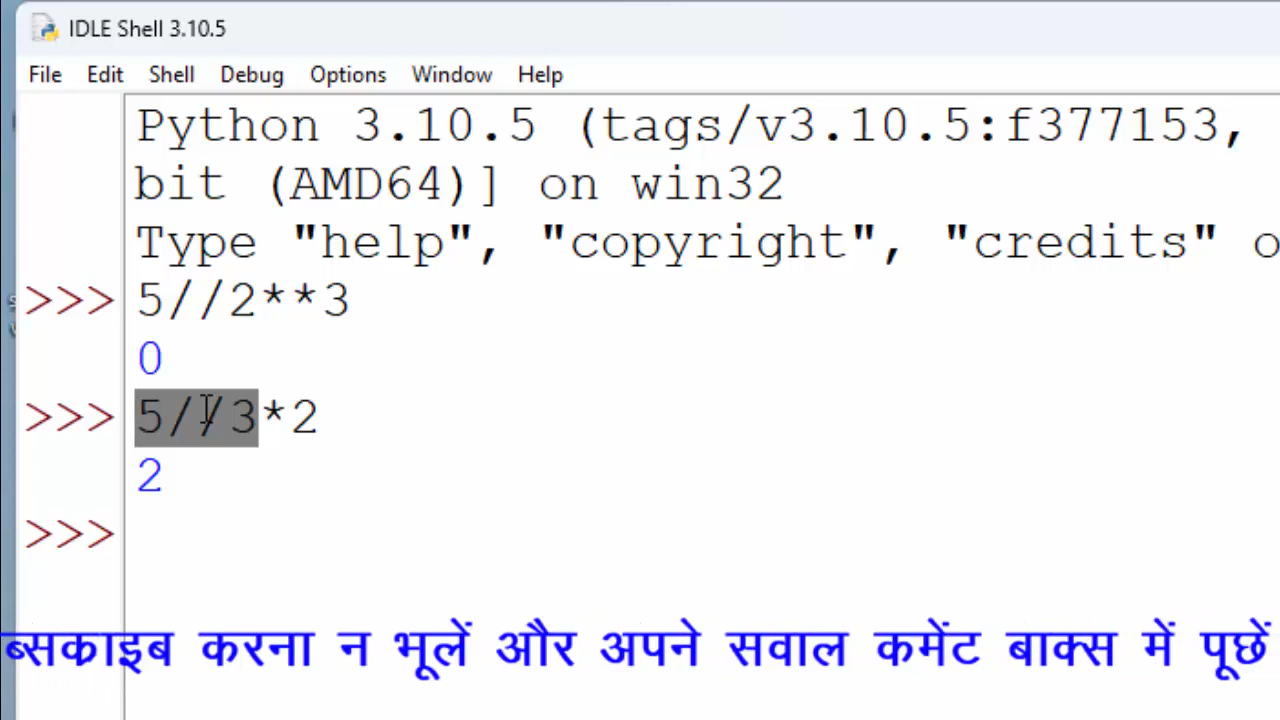 IDLE Shell 3.10.5
File Edit Shell Debug Options Window Help
Python 3.10.5 (tags/v3.10.5:f377153,
bit (AMD64)] on win32
Type "help", "copyright", "credits" o
>>> 5//2**3
0
>>> 5//3*2
2
>>>
ब्सक्राइब करना न भूलें और अपने सवाल कमेंट बाक्स में पूछें